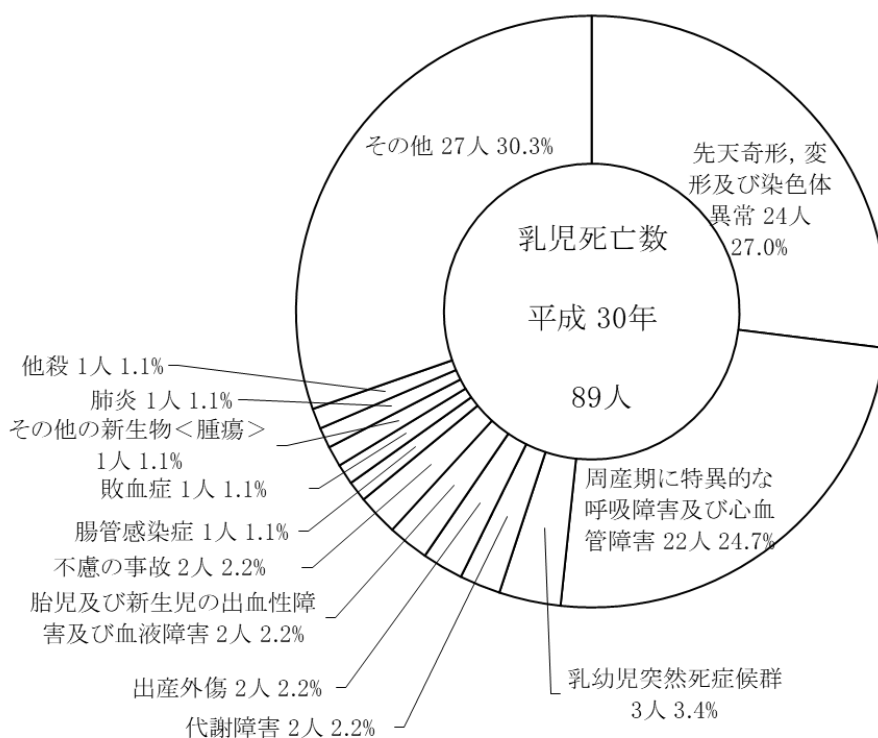 その他 27人 30.3%
先天奇形, 変
形及び染色体
異常 24人
27.0%
乳児死亡数
平成 30年
89人
他殺 1人 1.1%
肺炎 1人 1.1%
その他の新生物＜腫瘍＞
1人 1.1%
敗血症 1人 1.1%
腸管感染症 1人 1.1%
不慮の事故 2人 2.2%
胎児及び新生児の出血性障
害及び血液障害 2人 2.2%
出産外傷 2人 2.2%
代謝障害 2人 2.2%
周産期に特異的な
呼吸障害及び心血
管障害 22人 24.7%
乳幼児突然死症候群
3人 3.4%